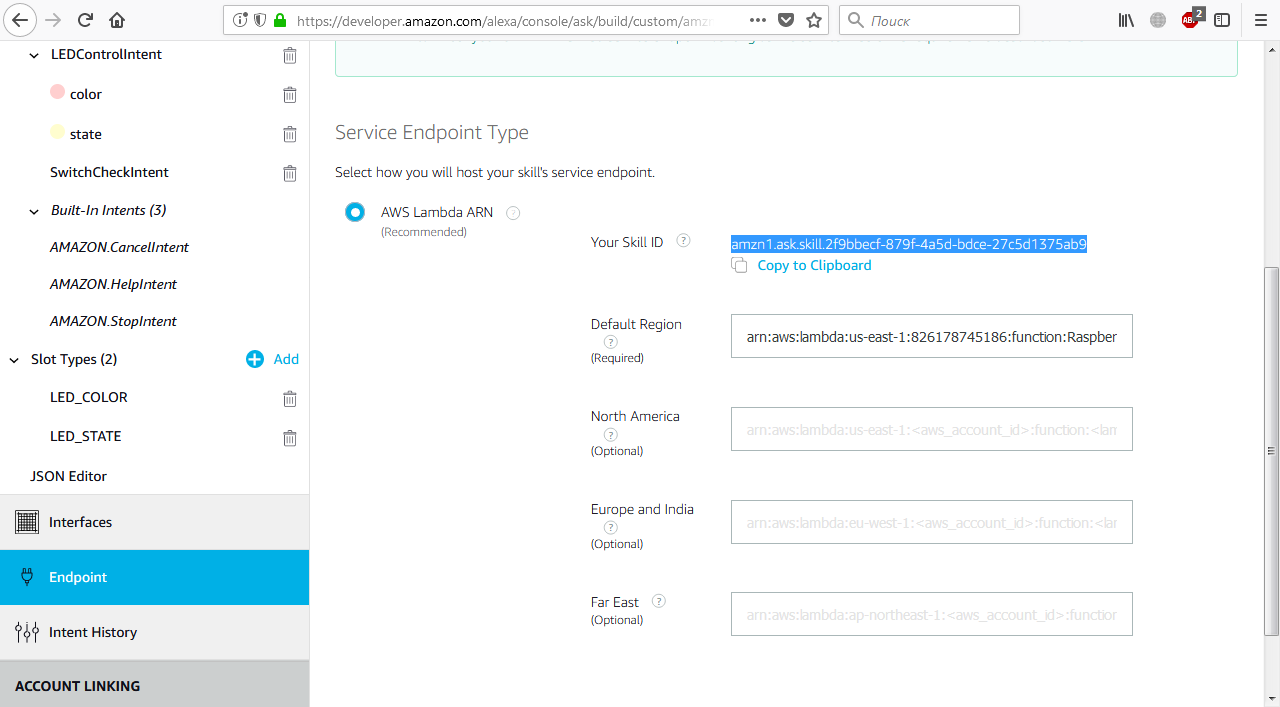 https://developer.amazon.com/alexa/console/ask/build/custom/amz
Поиск
ABP
2
LEDControlIntent
color
state
SwitchCheckIntent
Built-In Intents (3)
AMAZON.CancelIntent
AMAZON.HelpIntent
AMAZON.StopIntent
Slot Types (2)
Add
LED_COLOR
LED_STATE
JSON Editor
Interfaces
Endpoint
Intent History
ACCOUNT LINKING
Service Endpoint Type
Select how you will host your skill's service endpoint.
AWS Lambda ARN ?
(Recommended)
Your Skill ID ?
amzn1.ask.skill.2f9bbecf-879f-4a5d-bdce-27c5d1375ab9
Copy to Clipboard
Default Region
?
(Required)
arn:aws:lambda:us-east-1:826178745186:function:Raspber
North America
?
(Optional)
arn:aws:lambda:us-east-1:<aws_account_id>:function:<lam
Europe and India
?
(Optional)
arn:aws:lambda:eu-west-1:<aws_account_id>:function:<lar
Far East ?
(Optional)
arn:aws:lambda:ap-northeast-1:<aws_account_id>:function